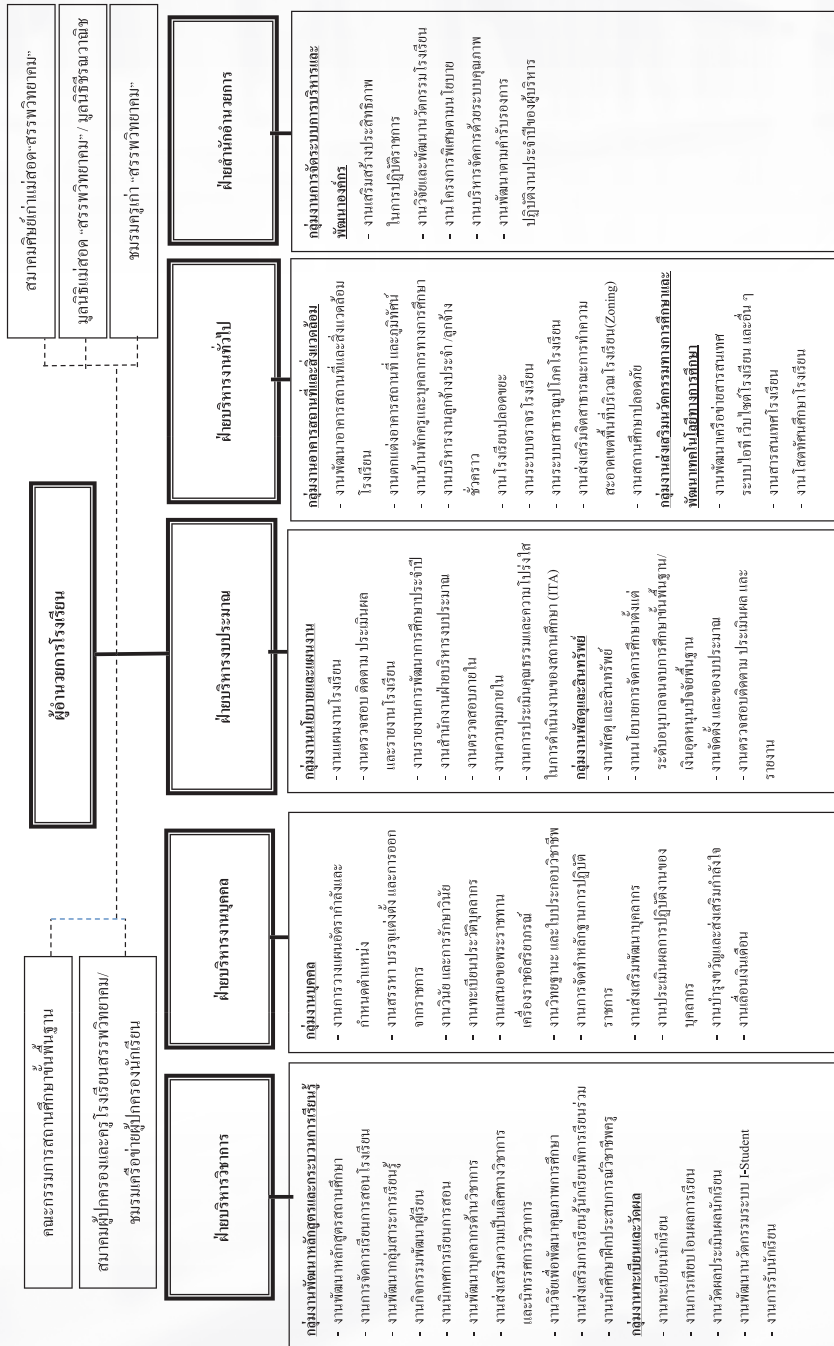 ผู้อำนวยการโรงเรียน
คณะกรรมการสถานศึกษาขั้นพื้นฐาน
สมาคมผู้ปกครองและครูโรงเรียนสรรพวิทยาคม/
ชมรมเครือข่ายผู้ปกครองนักเรียน
สมาคมศิษย์เก่าแม่สอด“สรรพวิทยาคม”
มูลนิธิแม่สอด “สรรพวิทยาคม” / มูลนิธิชีรณวาณิช
ชมรมครูเก่า “สรรพวิทยาคม”
ฝ่ายบริหารวิชาการ
กลุ่มงานพัฒนาหลักสูตรและกระบวนการเรียนรู้
- งานพัฒนาหลักสูตรสถานศึกษา
- งานการจัดการเรียนการสอนโรงเรียน
- งานพัฒนากลุ่มสาระการเรียนรู้
- งานกิจกรรมพัฒนาผู้เรียน
- งานนิเทศการเรียนการสอน
- งานพัฒนาบุคลากรด้านวิชาการ
- งานส่งเสริมความเป็นเลิศทางวิชาการ
และนิทรรศการวิชาการ
- งานวิจัยเพื่อพัฒนาคุณภาพการศึกษา
- งานส่งเสริมการเรียนรู้นักเรียนพิการเรียนร่วม
- งานนักศึกษาฝึกประสบการณ์วิชาชีพครู
กลุ่มงานทะเบียนและวัดผล
- งานทะเบียนนักเรียน
- งานการเทียบโอนผลการเรียน
- งานวัดผลประเมินผลนักเรียน
- งานพัฒนานวัตกรรมระบบ I-Student
- งานการรับนักเรียน
ฝ่ายบริหารงานบุคคล
กลุ่มงานบุคคล
- งานการวางแผนอัตรากำลังและ
กำหนดตำแหน่ง
- งานสรรหา บรรจุแต่งตั้ง และการออก
จากราชการ
- งานวินัย และการรักษาวินัย
- งานทะเบียนประวัติบุคลากร
- งานเสนอขอพระราชทาน
เครื่องราชอิสริยาภรณ์
- งานวิทยฐานะ และใบประกอบวิชาชีพ
- งานการจัดทำหลักฐานการปฏิบัติ
ราชการ
- งานส่งเสริมพัฒนาบุคลากร
- งานประเมินผลการปฏิบัติงานของ
บุคลากร
- งานบำรุงขวัญและส่งเสริมกำลังใจ
- งานเลื่อนเงินเดือน
ฝ่ายบริหารงบประมาณ
กลุ่มงานนโยบายและแผนงาน
- งานแผนงานโรงเรียน
- งานตรวจสอบ ติดตาม ประเมินผล
และรายงานโรงเรียน
- งานรายงานการพัฒนาการศึกษาประจำปี
- งานสำนักงานฝ่ายบริหารงบประมาณ
- งานตรวจสอบภายใน
- งานควบคุมภายใน
- งานการประเมินคุณธรรมและความโปร่งใส
ในการดำเนินงานของสถานศึกษา (ITA)
กลุ่มงานพัสดุและสินทรัพย์
- งานพัสดุ และสินทรัพย์
- งานนโยบายการจัดการศึกษาตั้งแต่
ระดับอนุบาลจนจบการศึกษาขั้นพื้นฐาน/
เงินอุดหนุนปัจจัยพื้นฐาน
- งานจัดตั้ง และของบประมาณ
- งานตรวจสอบติดตาม ประเมินผล และ
รายงาน
ฝ่ายบริหารงานทั่วไป
กลุ่มงานอาคารสถานที่และสิ่งแวดล้อม
- งานพัฒนาอาคารสถานที่และสิ่งแวดล้อม
โรงเรียน
- งานตกแต่งอาคารสถานที่ และภูมิทัศน์
- งานบ้านพักครูและบุคลากรทางการศึกษา
- งานบริหารงานลูกจ้างประจำ /ลูกจ้าง
ชั่วคราว
- งานโรงเรียนปลอดขยะ
- งานระบบจราจรโรงเรียน
- งานระบบสาธารณูปโภคโรงเรียน
- งานส่งเสริมจิตสาธารณะการทำความ
สะอาดเขตพื้นที่บริเวณโรงเรียน(Zoning)
- งานสถานศึกษาปลอดภัย
กลุ่มงานส่งเสริมนวัตกรรมทางการศึกษาและ
พัฒนาเทคโนโลยีทางการศึกษา
- งานพัฒนาเครือข่ายสารสนเทศ
ระบบไอที เว็บไซต์โรงเรียน และอื่น ๆ
- งานสารสนเทศโรงเรียน
- งานโสตทัศนศึกษาโรงเรียน
ฝ่ายสำนักอำนวยการ
กลุ่มงานการจัดระบบการบริหารและ
พัฒนาองค์กร
- งานเสริมสร้างประสิทธิภาพ
ในการปฏิบัติราชการ
- งานวิจัยและพัฒนานวัตกรรมโรงเรียน
- งานโครงการพิเศษตามนโยบาย
- งานบริหารจัดการด้วยระบบคุณภาพ
- งานพัฒนาตามคำรับรองการ
ปฏิบัติงานประจำปีของผู้บริหาร